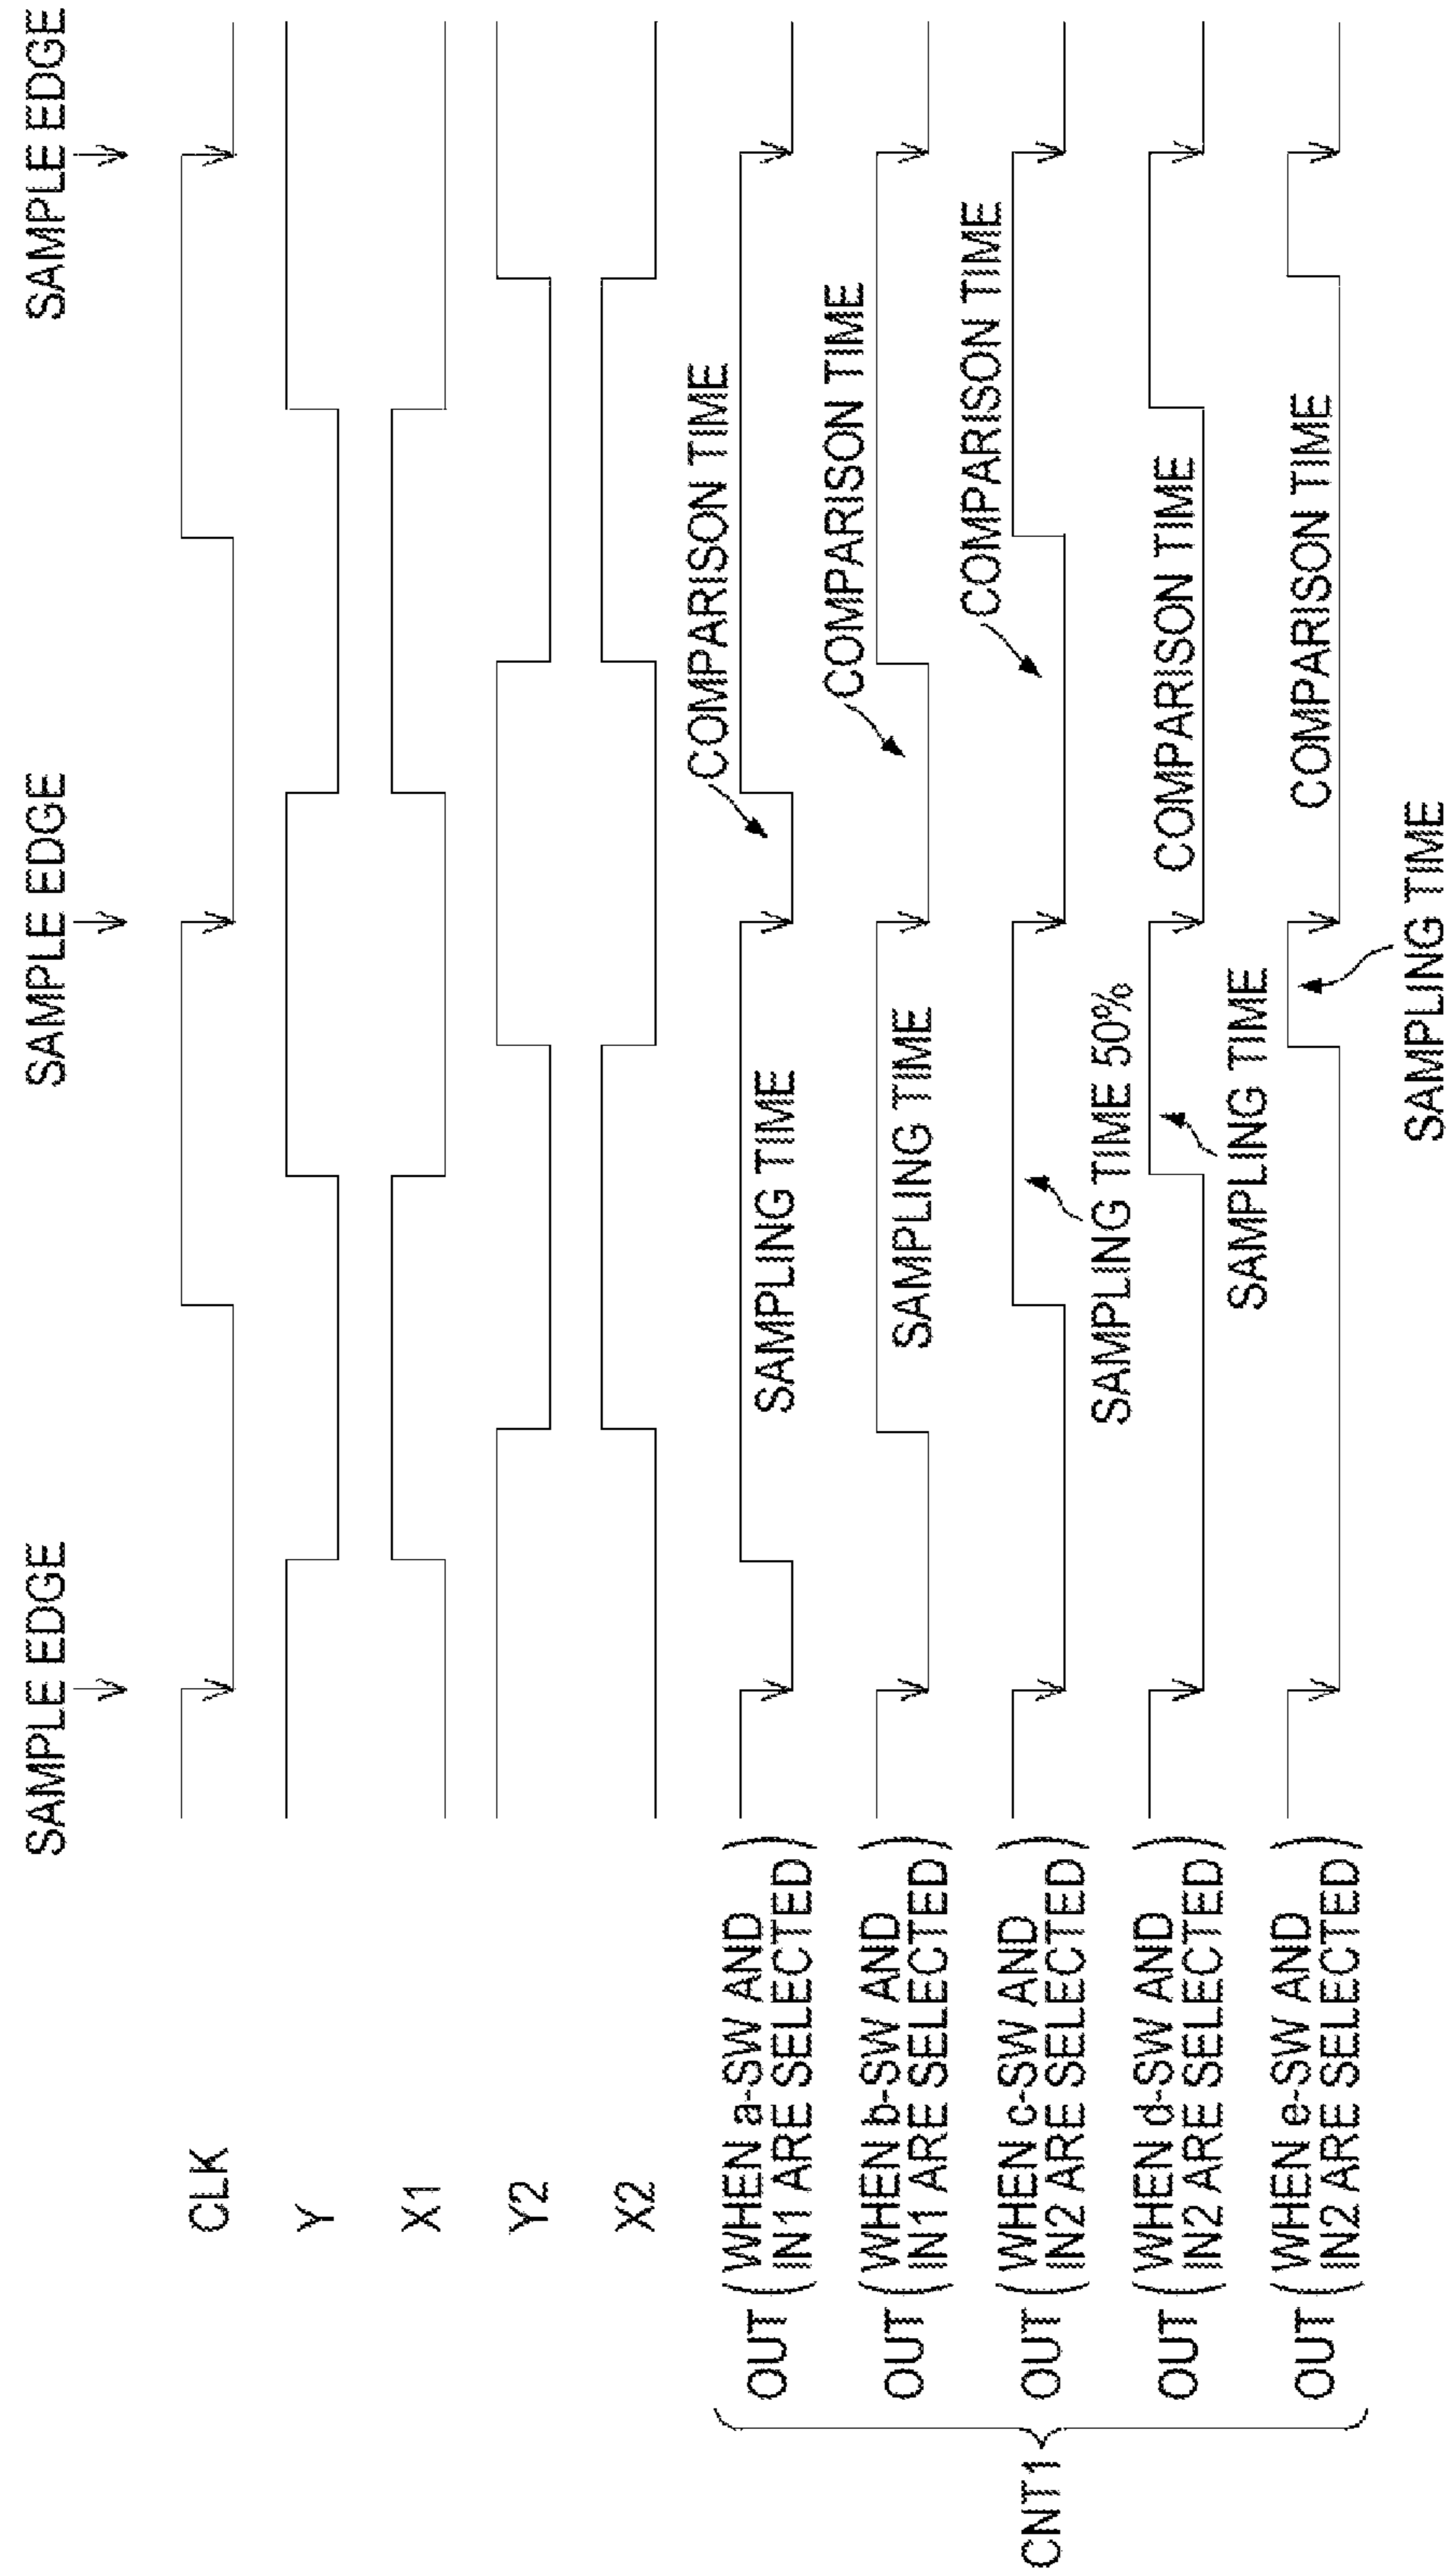 SAMPLE EDGE
SAMPLE EDGE
SAMPLE EDGE
CLK
Y
X1
Y2
X2
CNT1
OUT (WHEN a-SW AND
IN1 ARE SELECTED)
SAMPLING TIME
COMPARISON TIME
OUT (WHEN b-SW AND
IN1 ARE SELECTED)
SAMPLING TIME
COMPARISON TIME
OUT (WHEN c-SW AND
IN2 ARE SELECTED)
SAMPLING TIME 50%
COMPARISON TIME
OUT (WHEN d-SW AND
IN2 ARE SELECTED)
SAMPLING TIME
COMPARISON TIME
OUT (WHEN e-SW AND
IN2 ARE SELECTED)
SAMPLING TIME
COMPARISON TIME